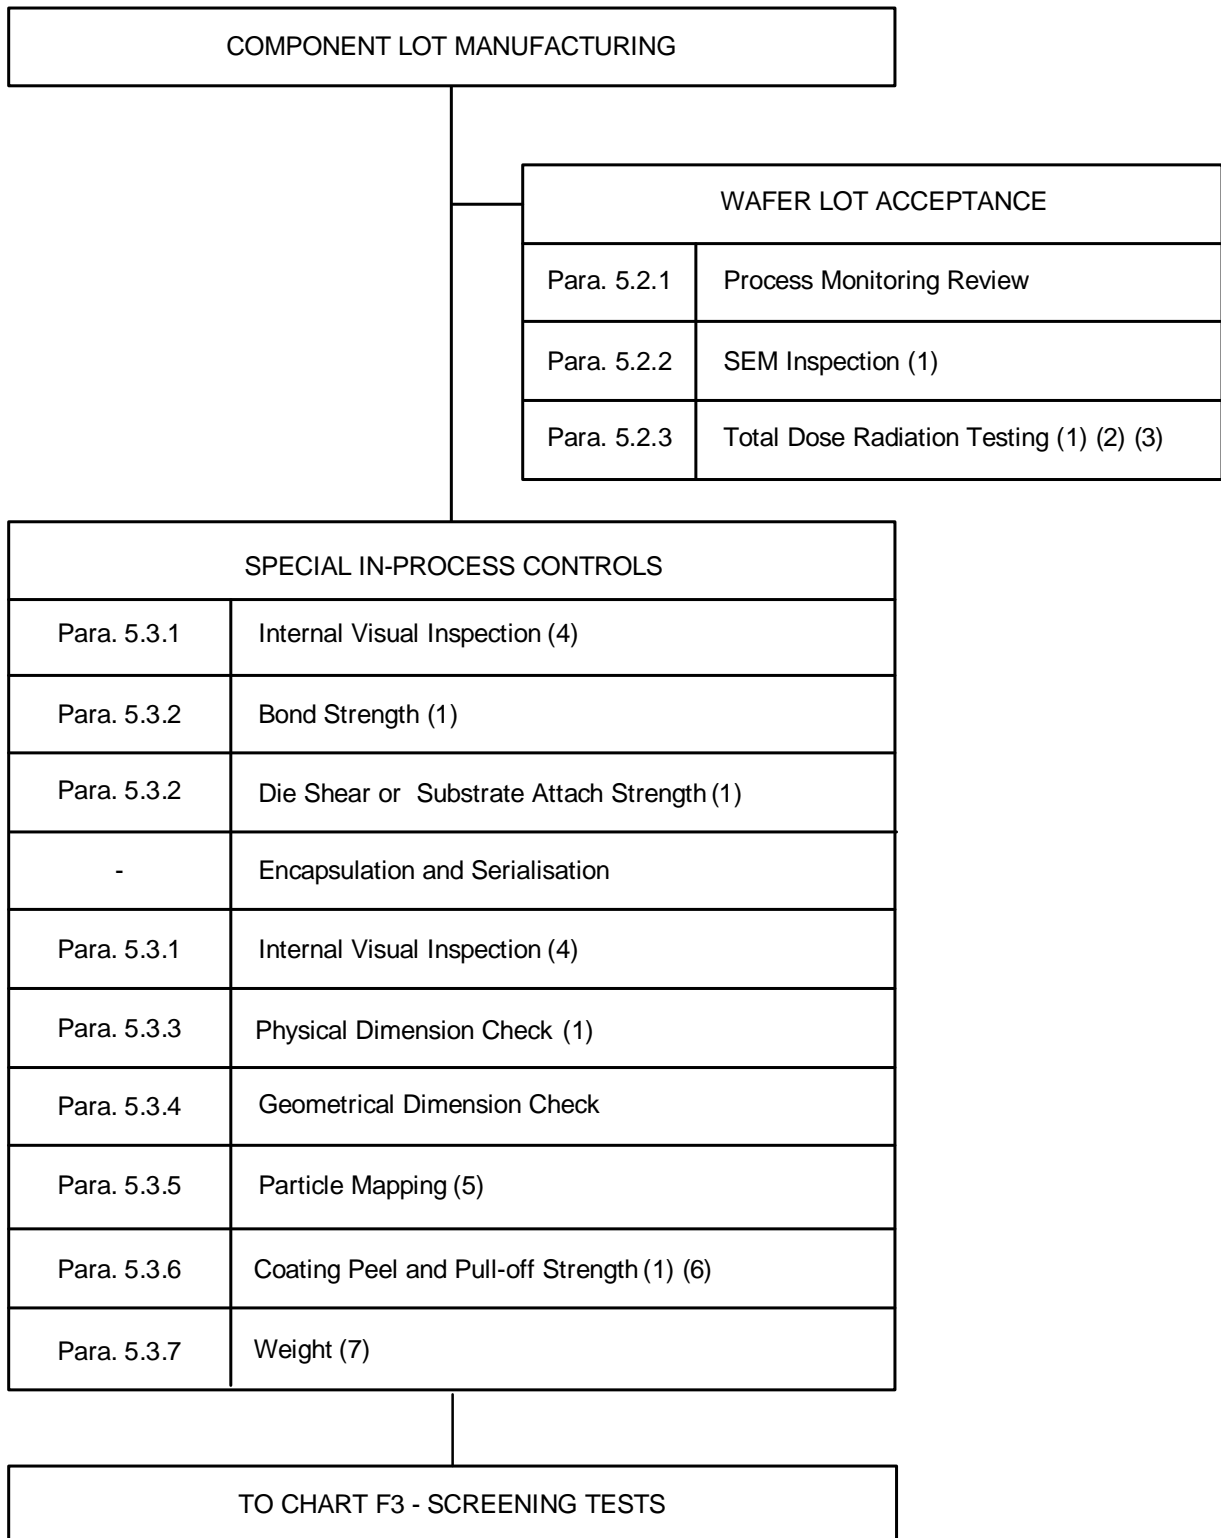 COMPONENT LOT MANUFACTURING
WAFER LOT ACCEPTANCE
Para. 5.2.1 Process Monitoring Review
Para. 5.2.2 SEM Inspection (1)
Para. 5.2.3 Total Dose Radiation Testing (1) (2) (3)
SPECIAL IN-PROCESS CONTROLS
Para. 5.3.1 Internal Visual Inspection (4)
Para. 5.3.2 Bond Strength (1)
Para. 5.3.2 Die Shear or Substrate Attach Strength (1)
- Encapsulation and Serialisation
Para. 5.3.1 Internal Visual Inspection (4)
Para. 5.3.3 Physical Dimension Check (1)
Para. 5.3.4 Geometrical Dimension Check
Para. 5.3.5 Particle Mapping (5)
Para. 5.3.6 Coating Peel and Pull-off Strength (1) (6)
Para. 5.3.7 Weight (7)
TO CHART F3 - SCREENING TESTS